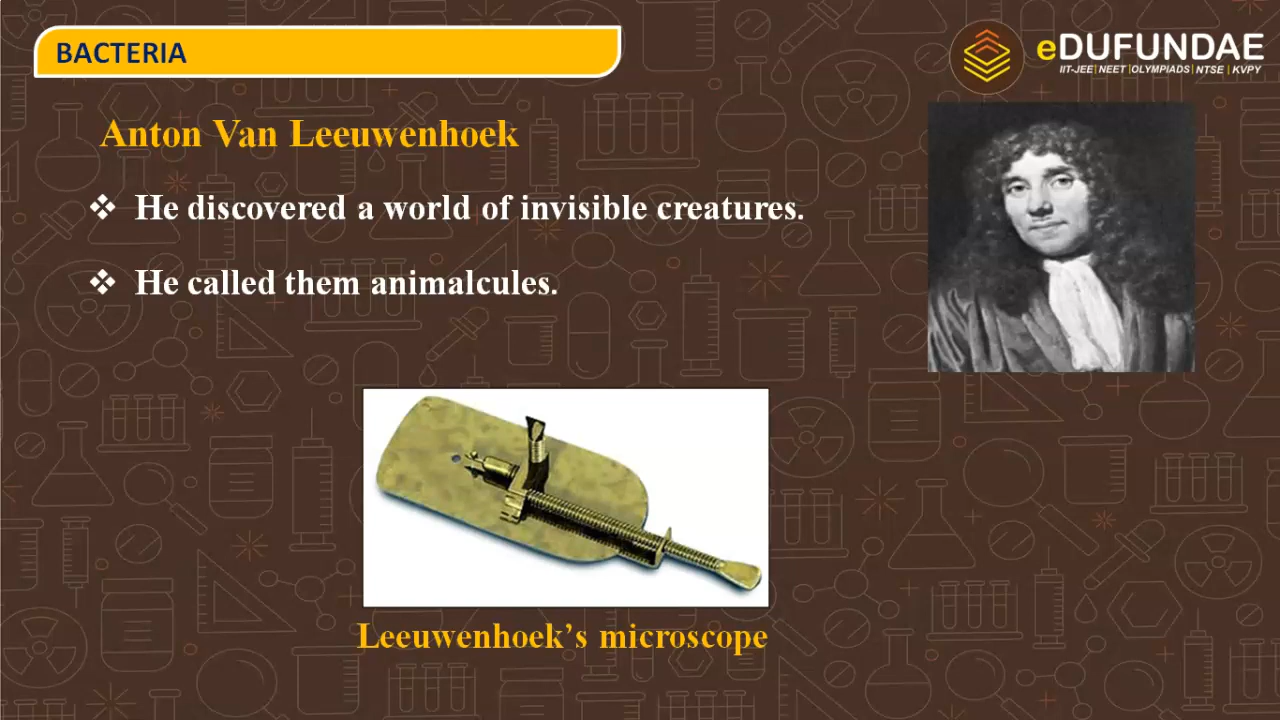 BACTERIA
eDUFUNDAE
IIT-JEE| NEET |OLYMPIADS| NTSE | KVPY
Anton Van Leeuwenhoek
❖ He discovered a world of invisible creatures.
❖ He called them animalcules.
Leeuwenhoek’s microscope